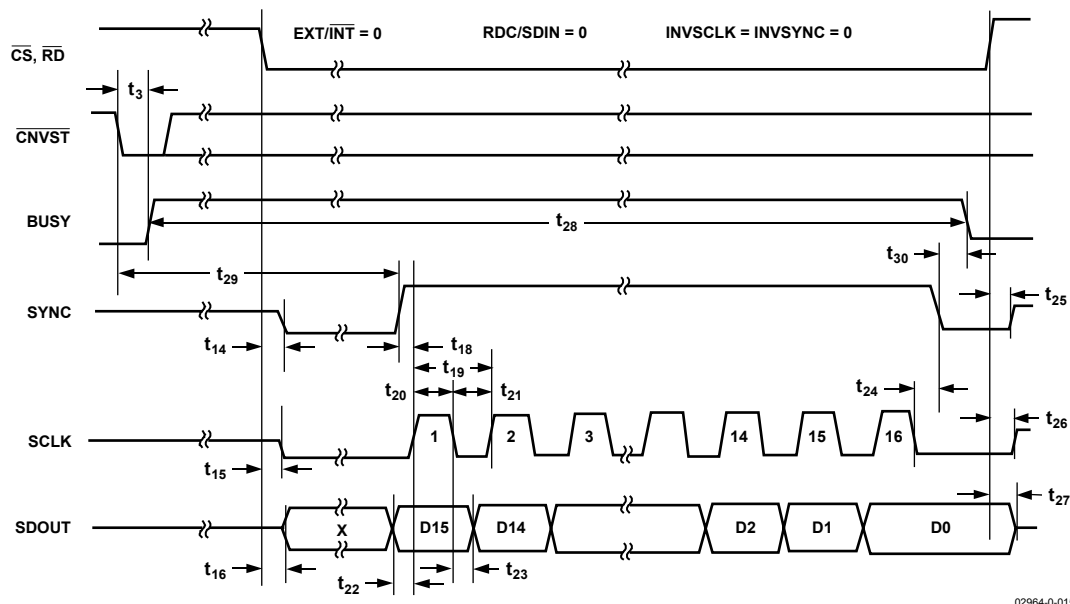 EXT/INT = 0 RDC/SDIN = 0 INVSCLK = INVSYNC = 0
CS, RD
t3
CNVST
BUSY
t28
t30
t29
t25
SYNC
t14
t18
t19
t20
t21
t24
t26
SCLK
1 2 3 14 15 16
t15
t27
SDOUT
X D15 D14 D2 D1 D0
t16
t22
t23